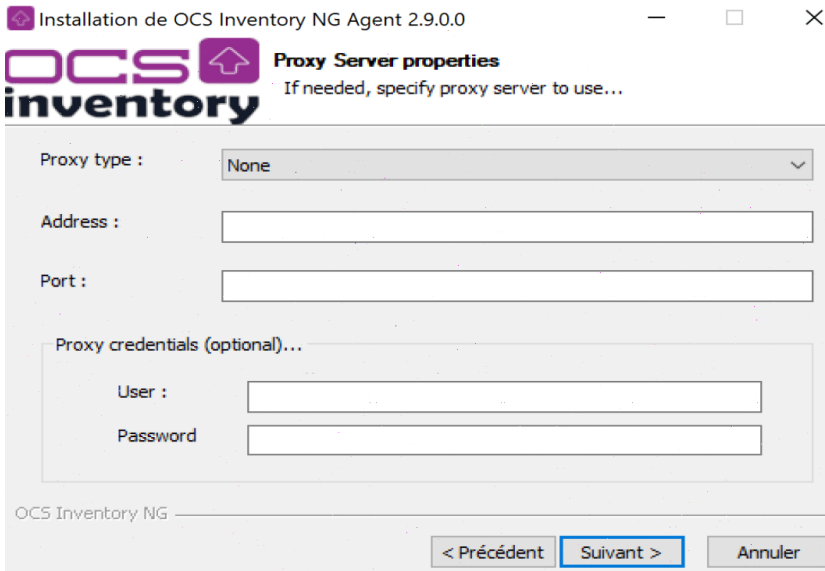 Installation de OCS Inventory NG Agent 2.9.0.0
OCS
inventory
Proxy Server properties
If needed, specify proxy server to use...
Proxy type :
None
Address :
Port :
Proxy credentials (optional)...
User :
Password
OCS Inventory NG
< Précédent
Suivant >
Annuler